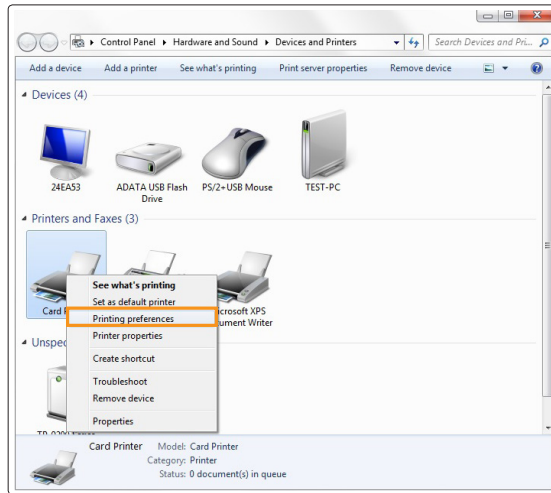 Control Panel ▸ Hardware and Sound ▸ Devices and Printers
Search Devices and Pri...
Add a device Add a printer See what's printing Print server properties Remove device
Devices (4)
24EA53
ADATA USB Flash Drive
PS/2+USB Mouse
TEST-PC
Printers and Faxes (3)
Card
See what's printing
Set as default printer
Printing preferences
Printer properties
Create shortcut
Troubleshoot
Remove device
Properties
icrosoft XPS
ument Writer
Unspec
Card Printer Model: Card Printer
Category: Printer
Status: 0 document(s) in queue